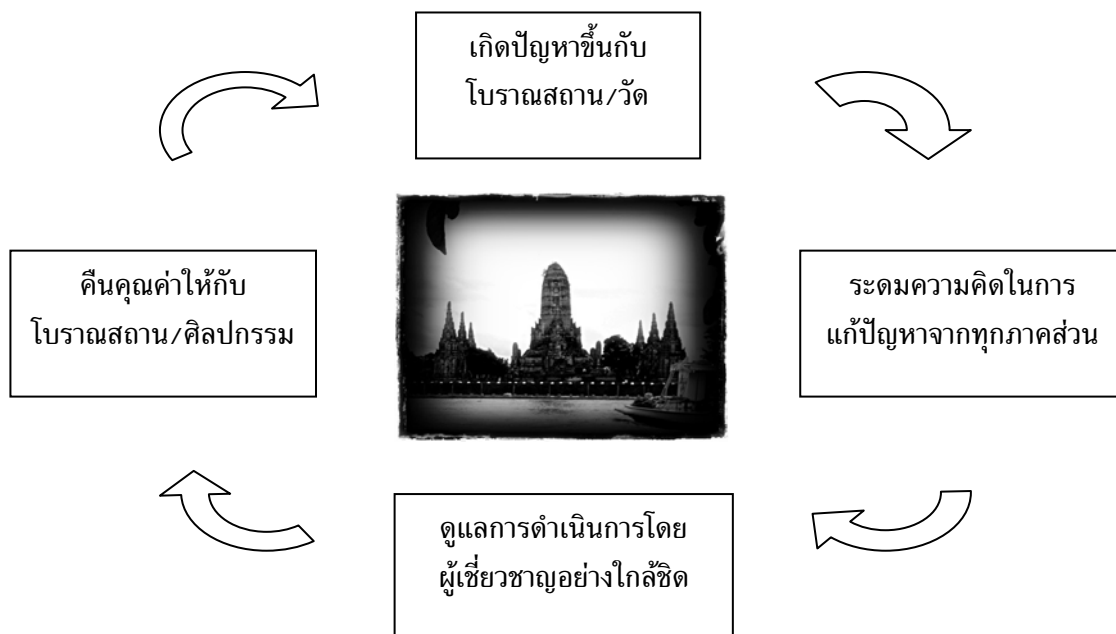 เกิดปัญหาขึ้นกับ
โบราณสถาน/วัด
ระดมความคิดในการ
แก้ปัญหาจากทุกภาคส่วน
ดูแลการดำเนินการโดย
ผู้เชี่ยวชาญอย่างใกล้ชิด
คืนคุณค่าให้กับ
โบราณสถาน/ศิลปกรรม